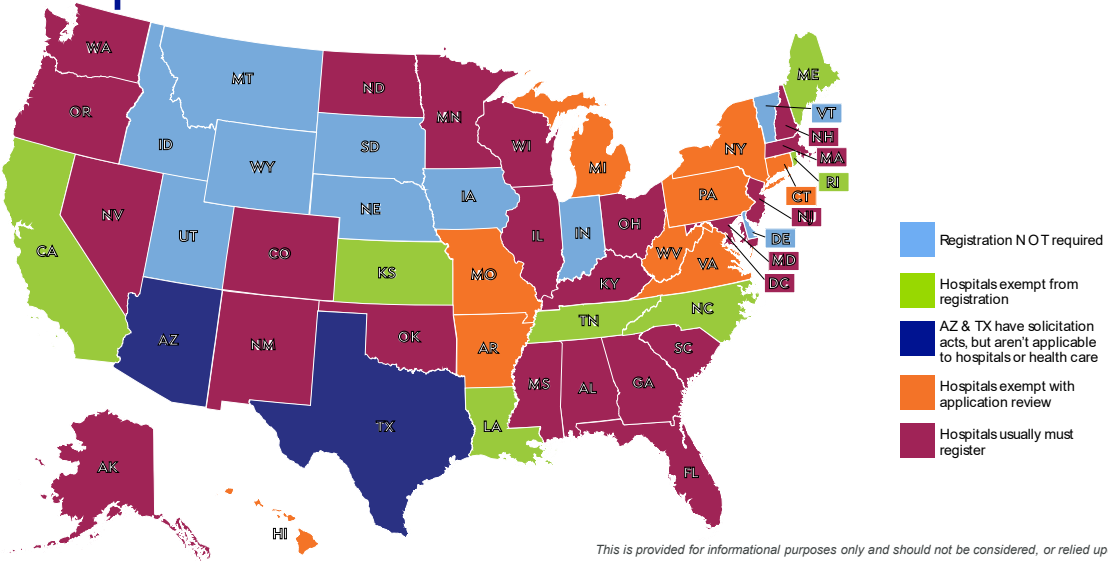 WA
MT
ND
MN
ME
OR
ID
SD
WI
VT
NH
MA
RI
WY
MI
NY
CT
NV
UT
NE
IA
PA
NJ
CA
CO
KS
MO
IL
IN
OH
WV
VA
DE
MD
DC
KY
AZ
NM
OK
AR
TN
NC
SC
MS
AL
GA
TX
LA
FL
AK
HI
Registration NOT required
Hospitals exempt from
registration
AZ & TX have solicitation
acts, but aren't applicable
to hospitals or health care
Hospitals exempt with
application review
Hospitals usually must
register
This is provided for informational purposes only and should not be considered, or relied up